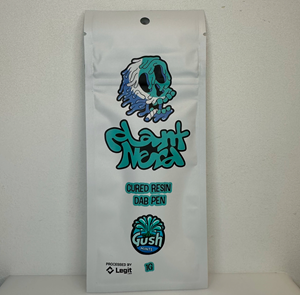 Plant
Nerd
CURED RESIN
DAB PEN
Gush
MINTS
PROCESSED BY
Legit
1G